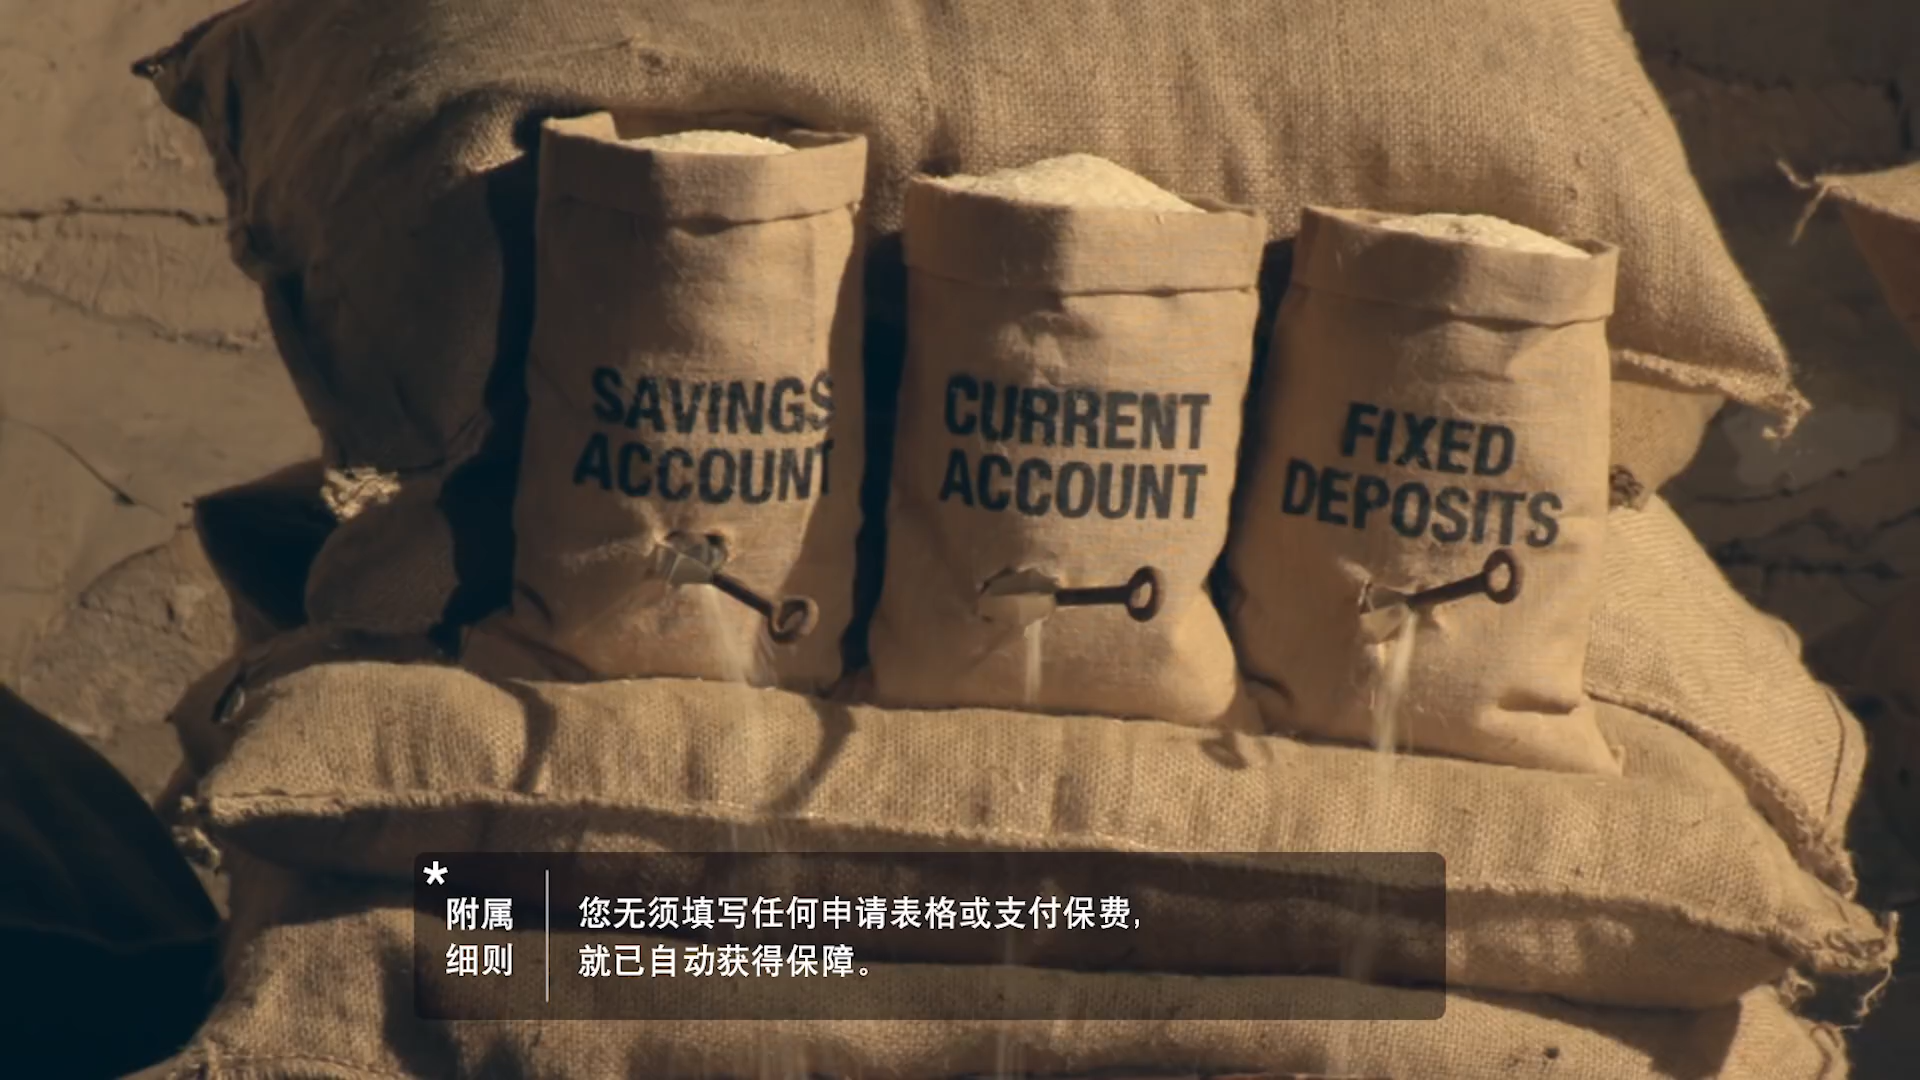 SAVINGS
ACCOUNT
CURRENT
ACCOUNT
FIXED
DEPOSITS
*
附属
细则
您无须填写任何申请表格或支付保费,
就已自动获得保障。